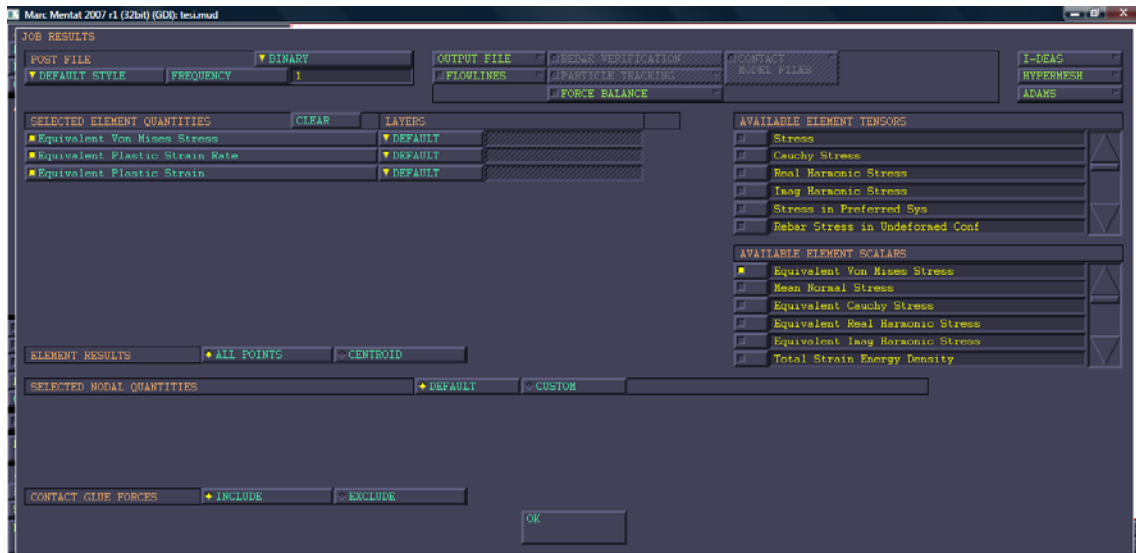 Marc Mentat 2007 r1 (32bit) (GDI): tesi.mud
JOB RESULTS
POST FILE BINARY
DEFAULT STYLE FREQUENCY 1
OUTPUT FILE REBAR VERIFICATION CONTACT MODEL FILES
FLOWLINES PARTICLE TRACKING
FORCE BALANCE
I-DEAS
HYPERMESH
ADAMS
SELECTED ELEMENT QUANTITIES CLEAR LAYERS
Equivalent Von Mises Stress DEFAULT
Equivalent Plastic Strain Rate DEFAULT
Equivalent Plastic Strain DEFAULT
AVAILABLE ELEMENT TENSORS
Stress
Cauchy Stress
Real Harmonic Stress
Imag Harmonic Stress
Stress in Preferred Sys
Rebar Stress in Undeformed Conf
AVAILABLE ELEMENT SCALARS
Equivalent Von Mises Stress
Mean Normal Stress
Equivalent Cauchy Stress
Equivalent Real Harmonic Stress
Equivalent Imag Harmonic Stress
Total Strain Energy Density
ELEMENT RESULTS ALL POINTS CENTROID
SELECTED NODAL QUANTITIES DEFAULT CUSTOM
CONTACT GLUE FORCES INCLUDE EXCLUDE
OK